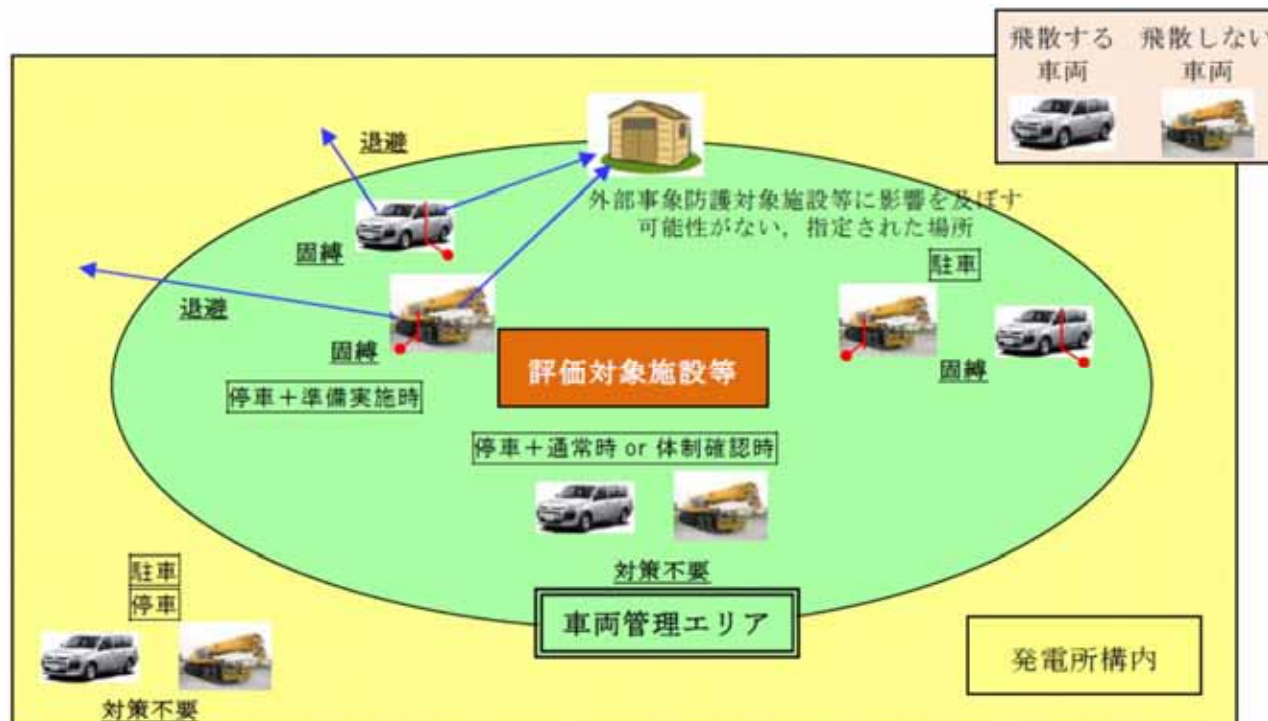 飛散する
車両
飛散しない
車両
退避
外部事象防護対象施設等に影響を及ぼす
可能性がない，指定された場所
固縛
退避
固縛
停車＋準備実施時
駐車
固縛
評価対象施設等
停車＋通常時 or 体制確認時
対策不要
車両管理エリア
駐車
停車
対策不要
発電所構内